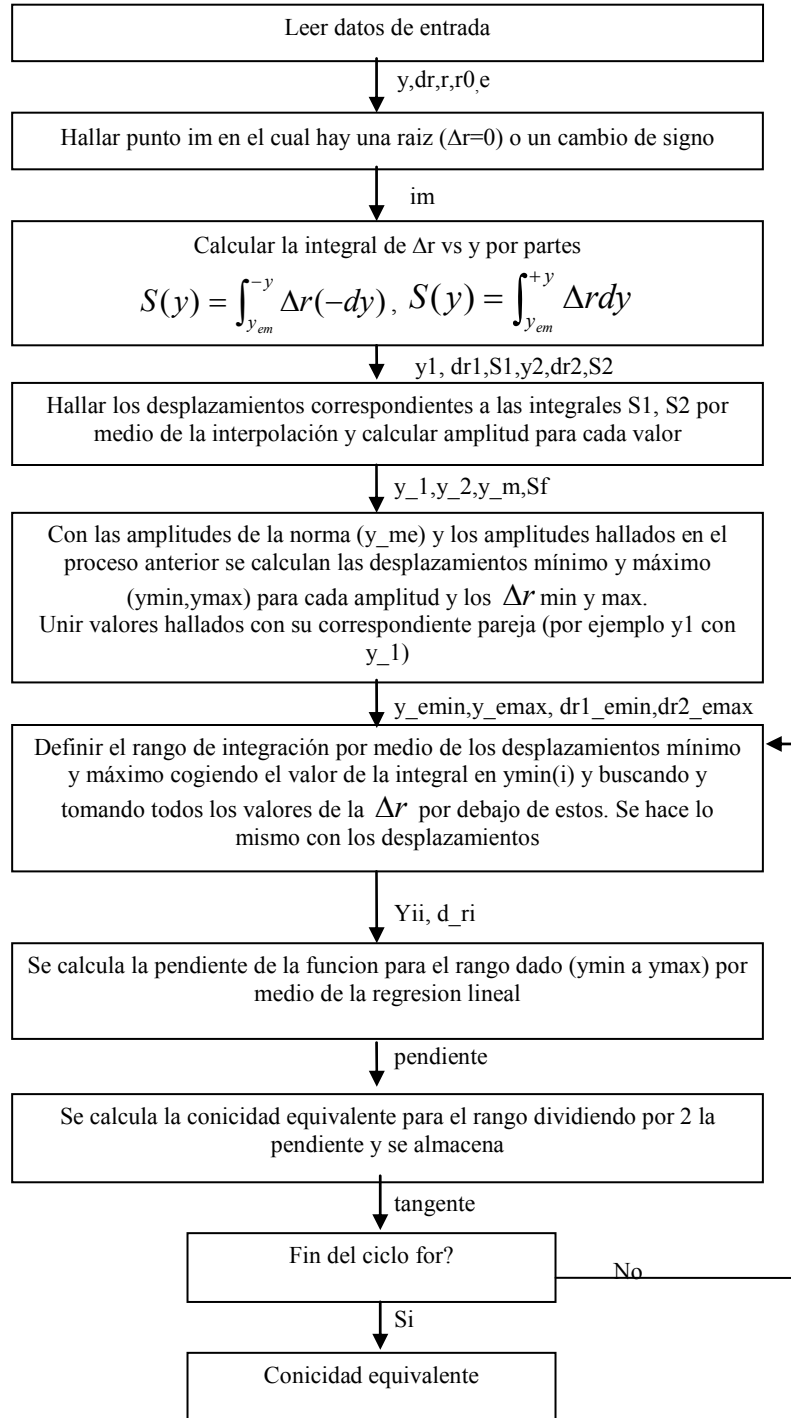 Leer datos de entrada
y,dr,r,r0,e
Hallar punto im en el cual hay una raiz (Δr=0) o un cambio de signo
im
Calcular la integral de Δr vs y por partes
S(y) = ∫_{y_{em}}^{-y} Δr(-dy), S(y) = ∫_{y_{em}}^{+y} Δrdy
y1, dr1,S1,y2,dr2,S2
Hallar los desplazamientos correspondientes a las integrales S1, S2 por
medio de la interpolación y calcular amplitud para cada valor
y_1,y_2,y_m,Sf
Con las amplitudes de la norma (y_me) y los amplitudes hallados en el
proceso anterior se calculan las desplazamientos mínimo y máximo
(ymin,ymax) para cada amplitud y los Δr min y max.
Unir valores hallados con su correspondiente pareja (por ejemplo y1 con
y_1)
y_emin,y_emax, dr1_emin,dr2_emax
Definir el rango de integración por medio de los desplazamientos mínimo
y máximo cogiendo el valor de la integral en ymin(i) y buscando y
tomando todos los valores de la Δr por debajo de estos. Se hace lo
mismo con los desplazamientos
Yii, d_ri
Se calcula la pendiente de la funcion para el rango dado (ymin a ymax) por
medio de la regresion lineal
pendiente
Se calcula la conicidad equivalente para el rango dividiendo por 2 la
pendiente y se almacena
tangente
Fin del ciclo for?
No
Si
Conicidad equivalente